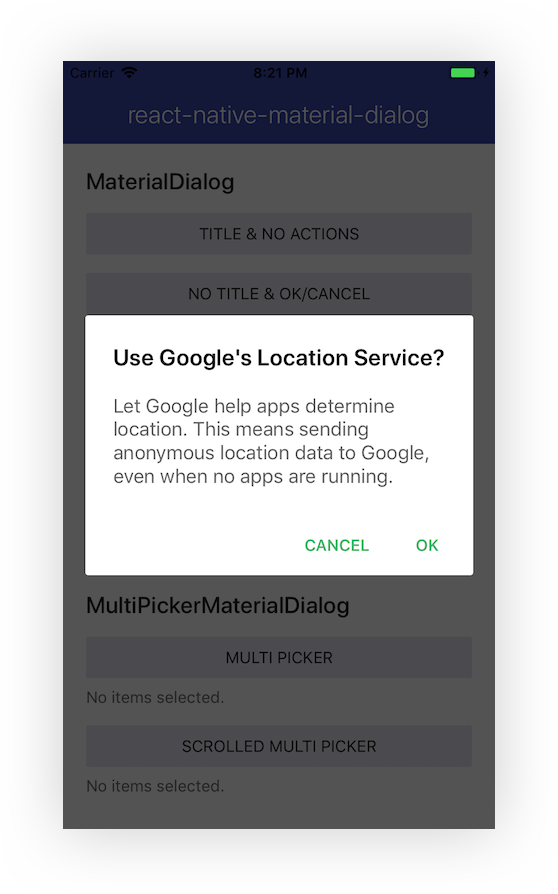 Carrier 8:21 PM
react-native-material-dialog
MaterialDialog
TITLE & NO ACTIONS
NO TITLE & OK/CANCEL
Use Google's Location Service?
Let Google help apps determine
location. This means sending
anonymous location data to Google,
even when no apps are running.
CANCEL OK
MultiPickerMaterialDialog
MULTI PICKER
No items selected.
SCROLLED MULTI PICKER
No items selected.